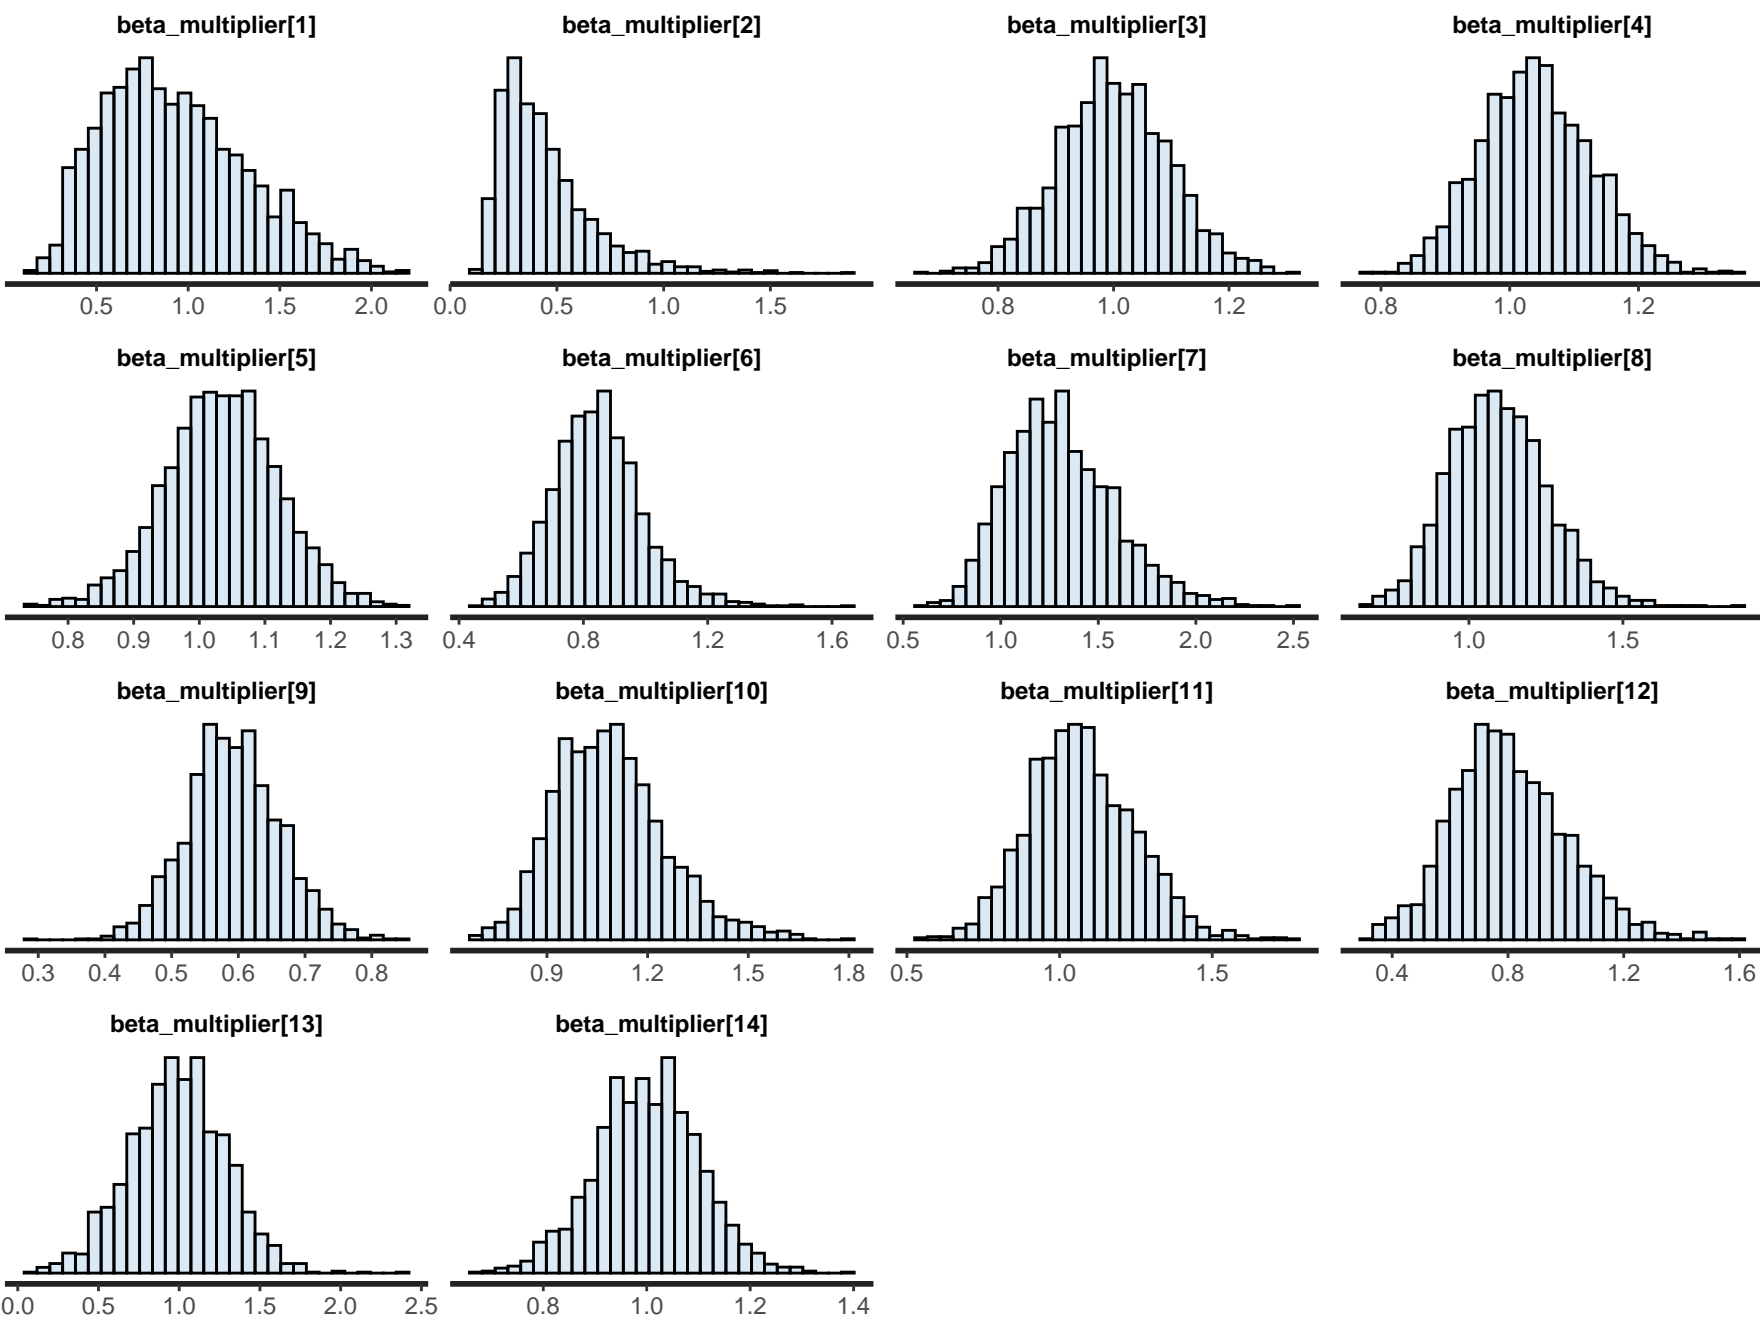 beta_multiplier[1] beta_multiplier[2] beta_multiplier[3] beta_multiplier[4]
0.5 1.0 1.5 2.0 0.0 0.5 1.0 1.5 0.8 1.0 1.2 0.8 1.0 1.2
beta_multiplier[5] beta_multiplier[6] beta_multiplier[7] beta_multiplier[8]
0.8 0.9 1.0 1.1 1.2 1.3 0.4 0.8 1.2 1.6 0.5 1.0 1.5 2.0 2.5 1.0 1.5
beta_multiplier[9] beta_multiplier[10] beta_multiplier[11] beta_multiplier[12]
0.3 0.4 0.5 0.6 0.7 0.8 0.9 1.2 1.5 1.8 0.5 1.0 1.5 0.4 0.8 1.2 1.6
beta_multiplier[13] beta_multiplier[14]
0.0 0.5 1.0 1.5 2.0 2.5 0.8 1.0 1.2 1.4